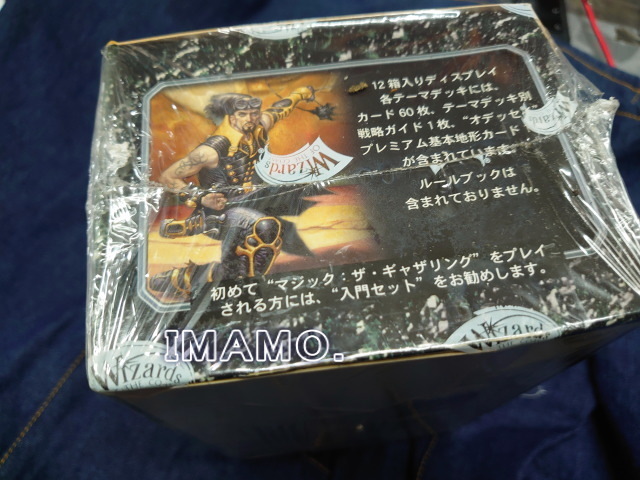 12箱入りディスプレイ
各テーマデッキには、
カード60枚、テーマデッキ別
戦略ガイド1枚、"オデッセイ"
プレミアム基本地形カード
が含まれています。
ルールブックは
含まれておりません。
初めて"マジック：ザ・ギャザリング"をプレイ
される方には、"入門セット"をお勧めします。
Wizards
OF THE COAST
Wizards
Wizards
IMAMO.